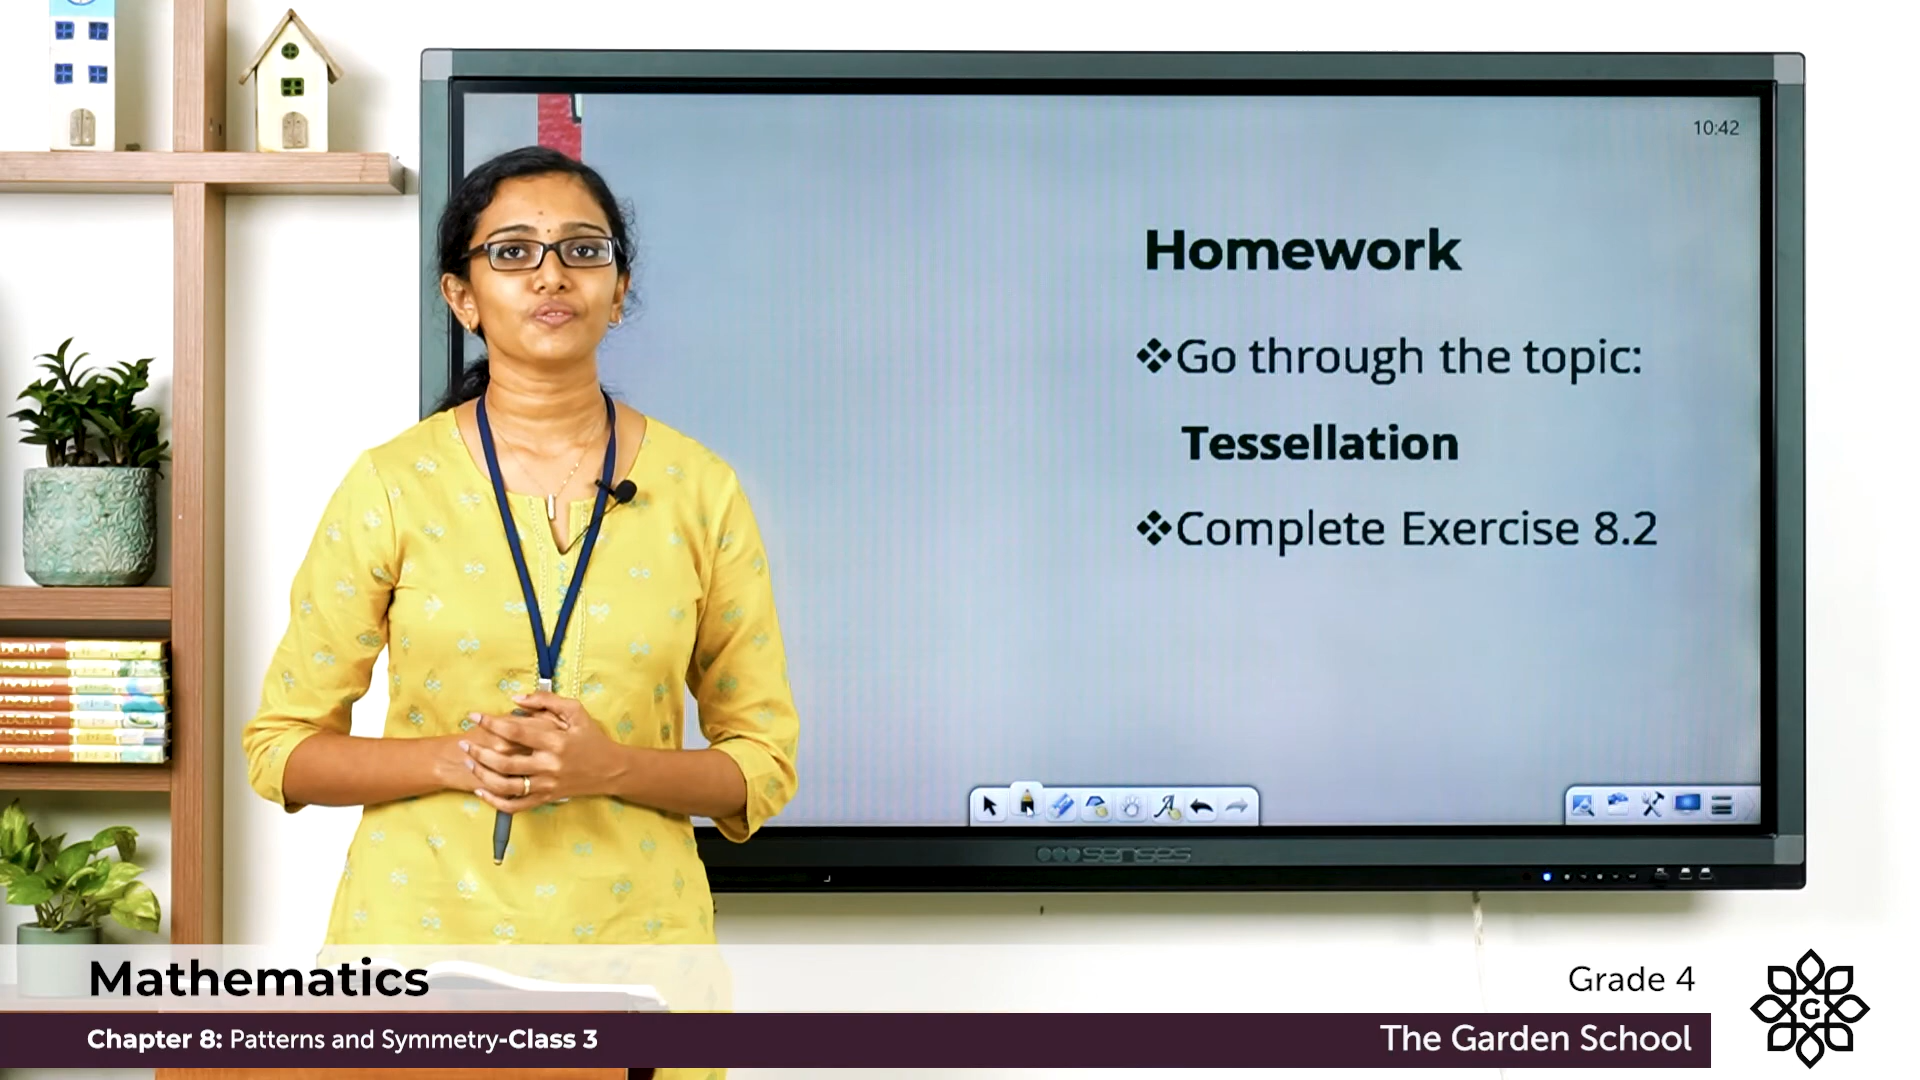 10:42
Homework
❖Go through the topic:
Tessellation
❖Complete Exercise 8.2
senses
Mathematics
Grade 4
Chapter 8: Patterns and Symmetry-Class 3
The Garden School
G